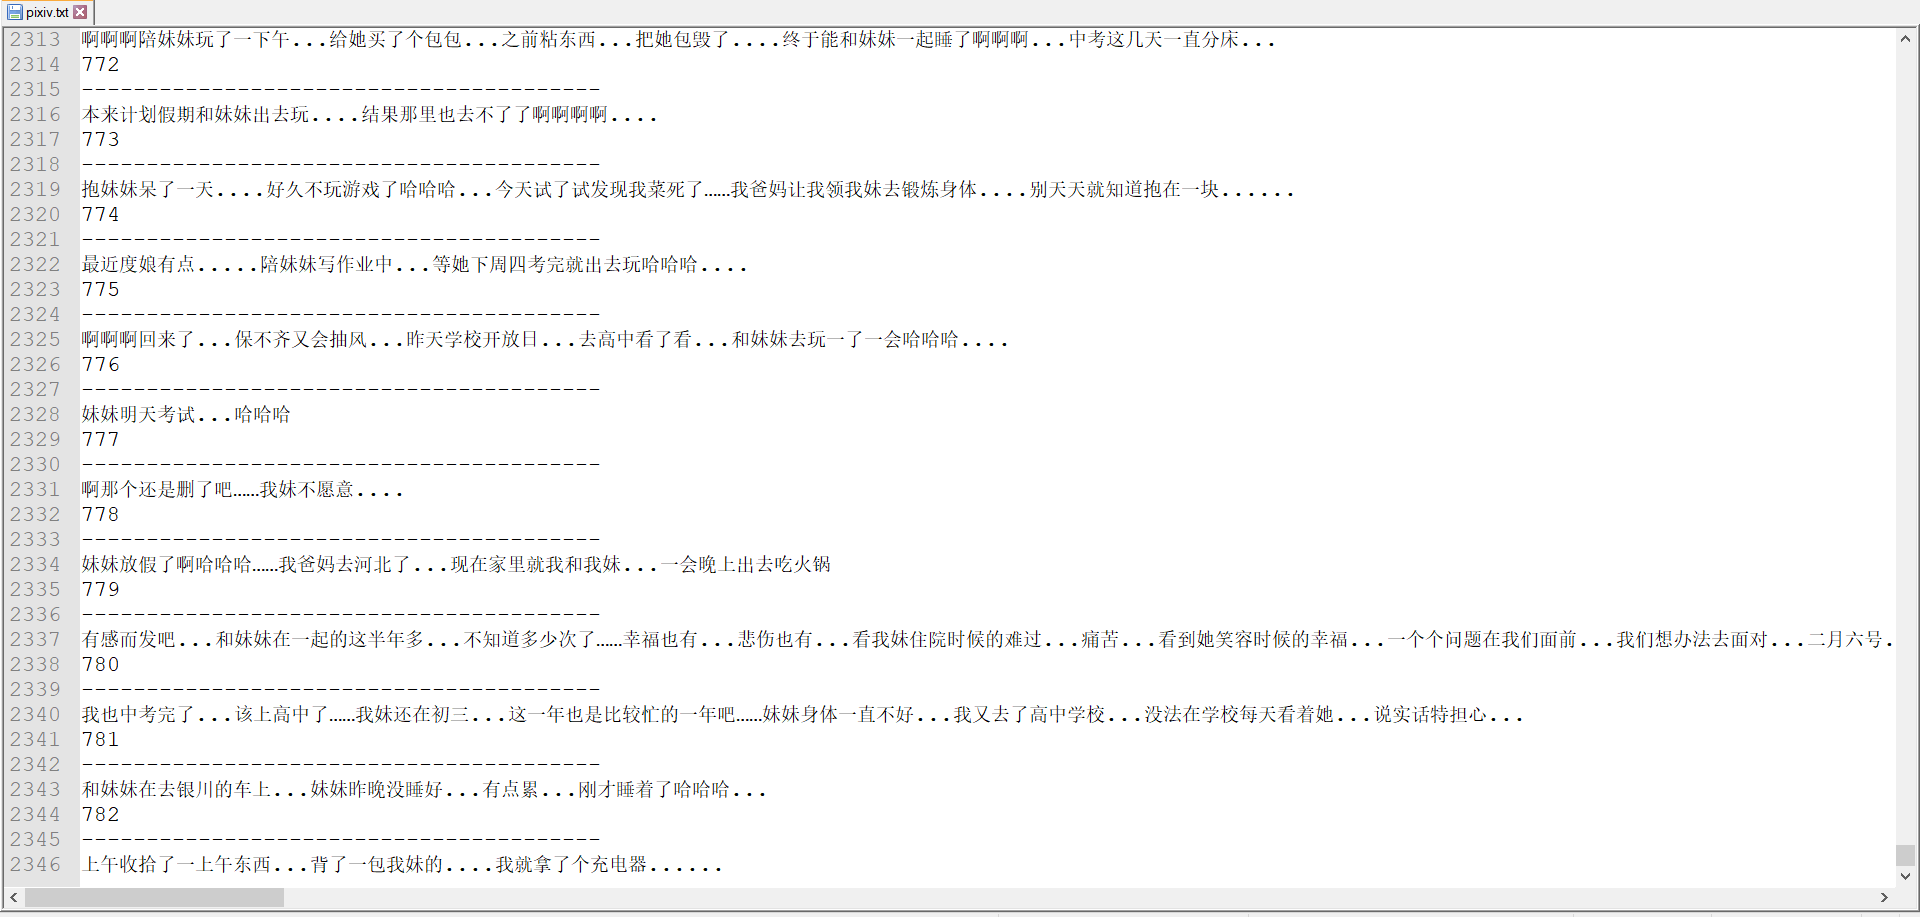 pixiv.txt
2313 啊啊啊陪妹妹玩了一下午...给她买了个包包...之前粘东西...把她包毁了....终于能和妹妹一起睡了啊啊啊...中考这几天一直分床...
2314 772
2315 ----------------------------------------
2316 本来计划假期和妹妹出去玩....结果那里也去不了了啊啊啊啊....
2317 773
2318 ----------------------------------------
2319 抱妹妹呆了一天....好久不玩游戏了哈哈哈...今天试了试发现我菜死了……我爸妈让我领我妹去锻炼身体....别天天就知道抱在一块......
2320 774
2321 ----------------------------------------
2322 最近度娘有点.....陪妹妹写作业中...等她下周四考完就出去玩哈哈哈....
2323 775
2324 ----------------------------------------
2325 啊啊啊回来了...保不齐又会抽风...昨天学校开放日...去高中看了看...和妹妹去玩一了一会哈哈哈....
2326 776
2327 ----------------------------------------
2328 妹妹明天考试...哈哈哈
2329 777
2330 ----------------------------------------
2331 啊那个还是删了吧……我妹不愿意....
2332 778
2333 ----------------------------------------
2334 妹妹放假了啊哈哈哈……我爸妈去河北了...现在家里就我和我妹...一会晚上出去吃火锅
2335 779
2336 ----------------------------------------
2337 有感而发吧...和妹妹在一起的这半年多...不知道多少次了……幸福也有...悲伤也有...看我妹住院时候的难过...痛苦...看到她笑容时候的幸福...一个个问题在我们面前...我们想办法去面对...二月六号.
2338 780
2339 ----------------------------------------
2340 我也中考完了...该上高中了……我妹还在初三...这一年也是比较忙的一年吧……妹妹身体一直不好...我又去了高中学校...没法在学校每天看着她...说实话特担心...
2341 781
2342 ----------------------------------------
2343 和妹妹在去银川的车上...妹妹昨晚没睡好...有点累...刚才睡着了哈哈哈...
2344 782
2345 ----------------------------------------
2346 上午收拾了一上午东西...背了一包我妹的....我就拿了个充电器......